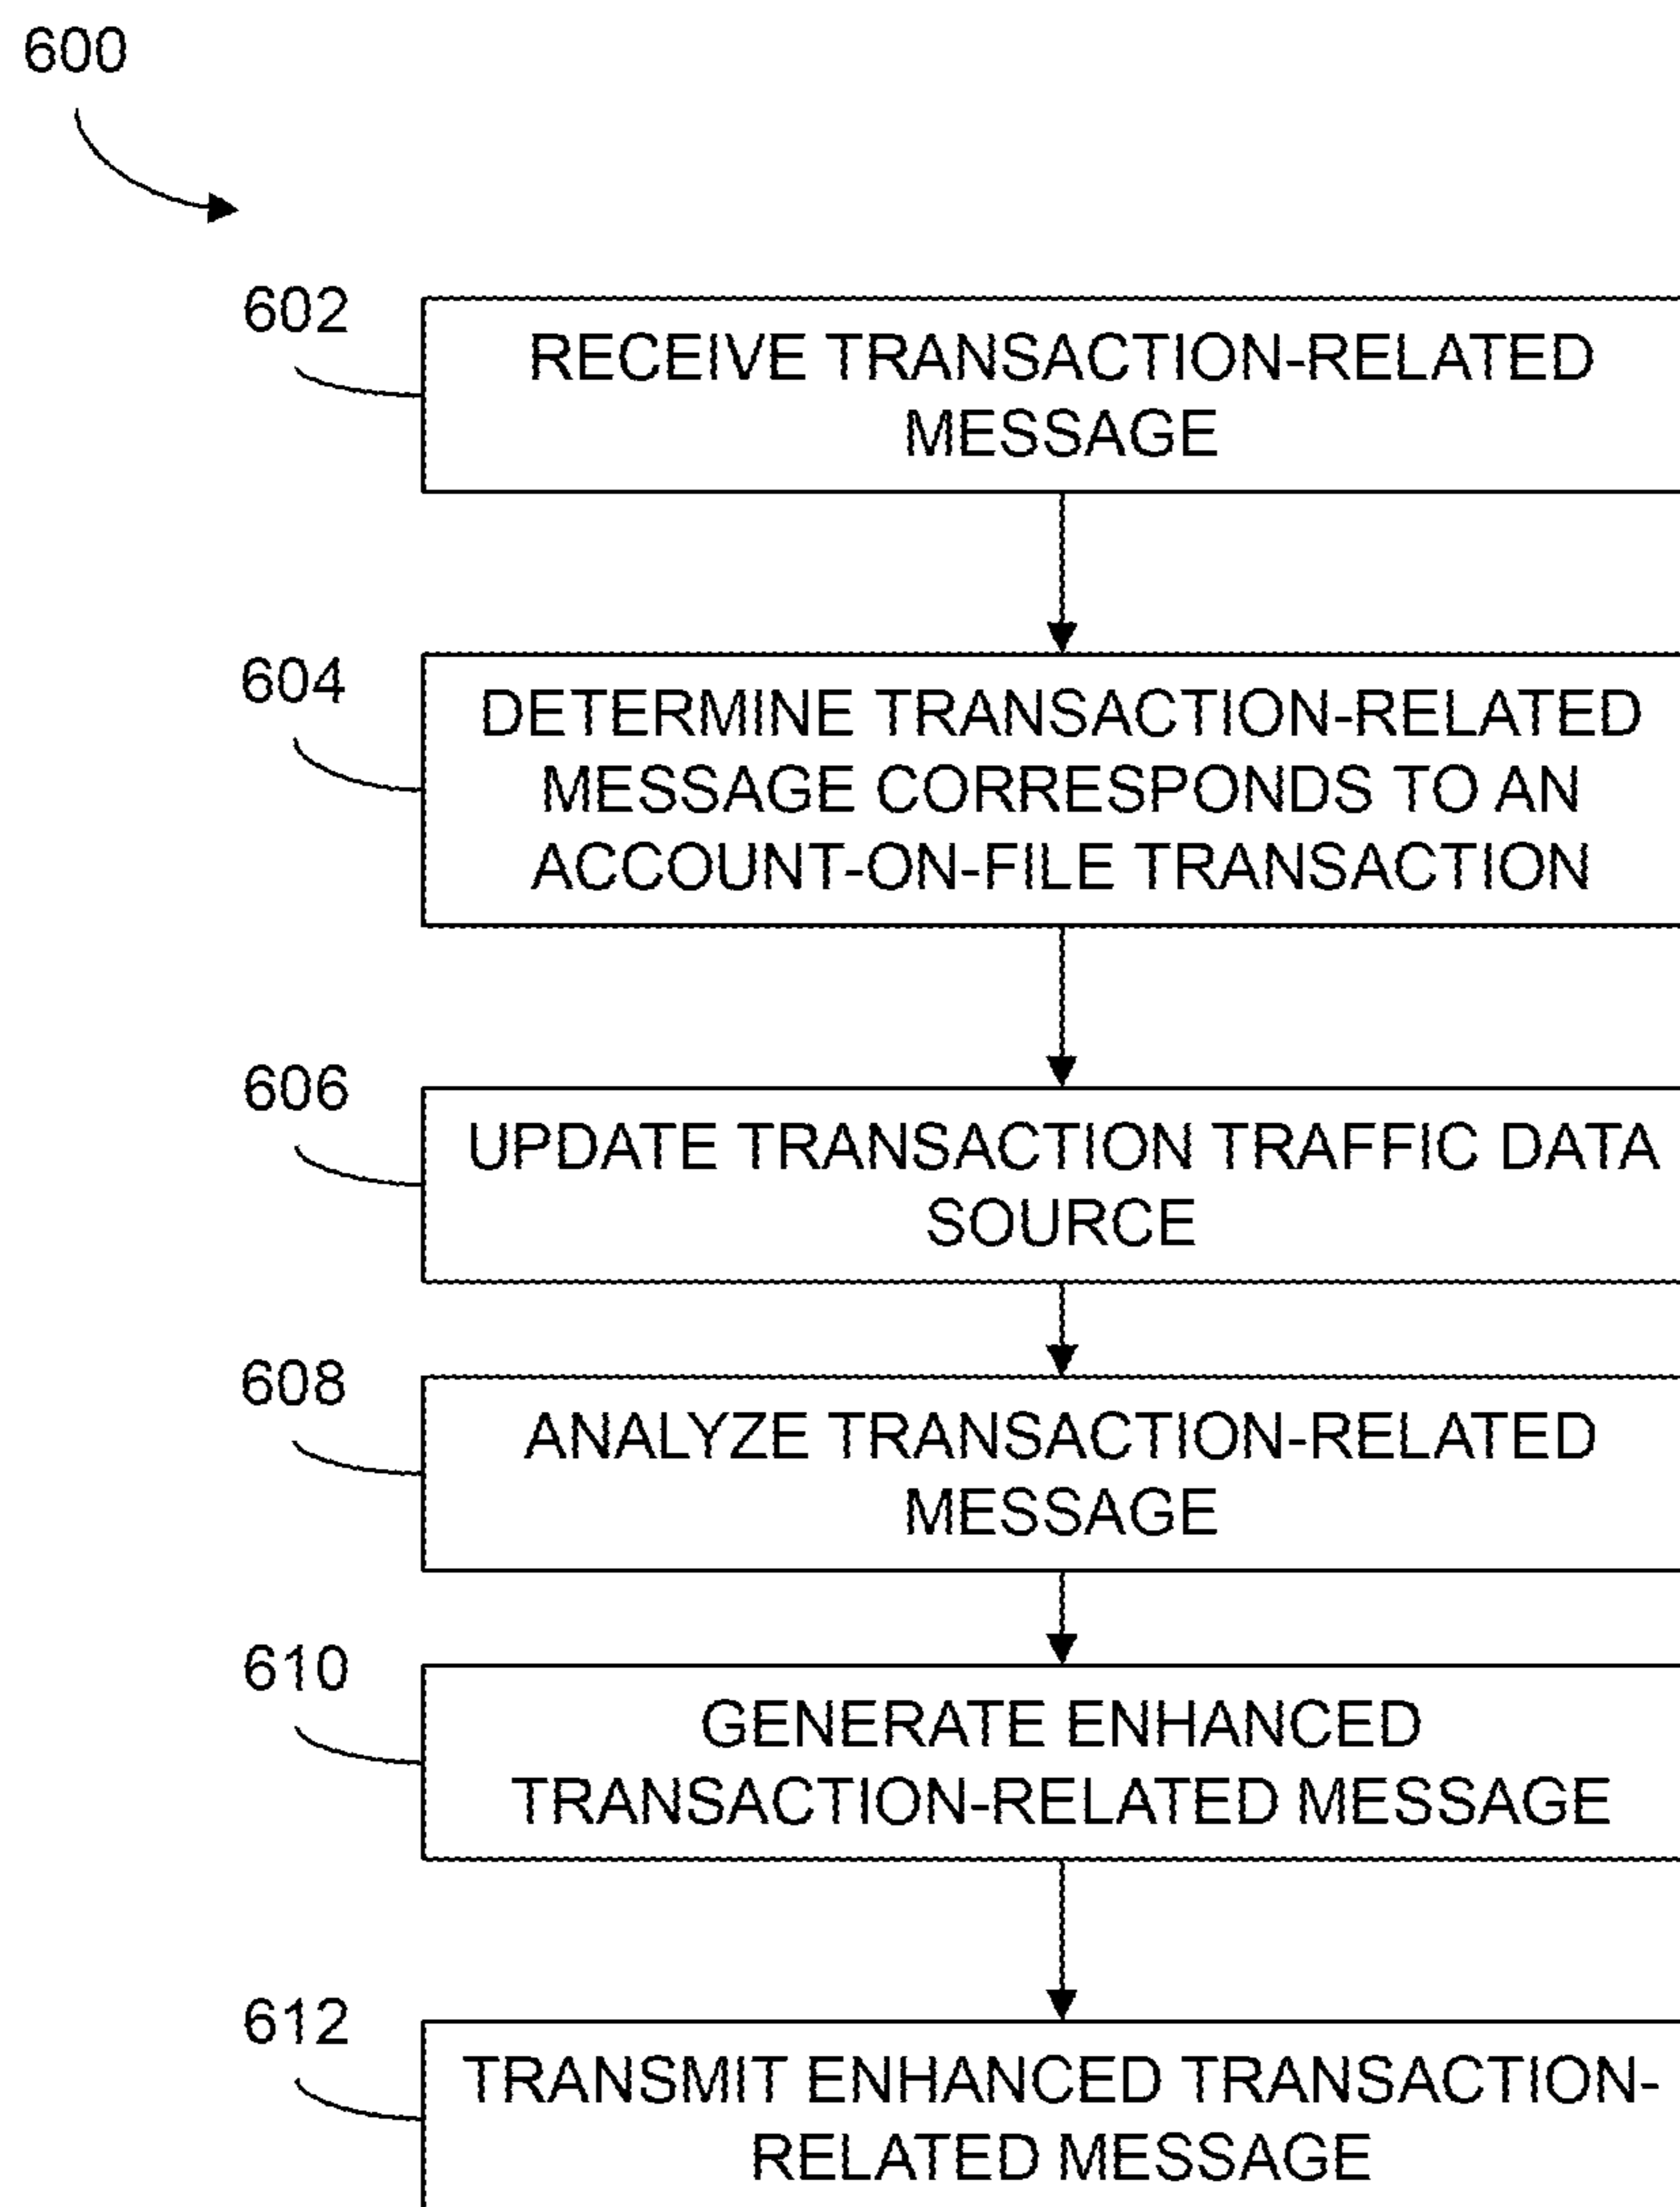 600
602
RECEIVE TRANSACTION-RELATED
MESSAGE
604
DETERMINE TRANSACTION-RELATED
MESSAGE CORRESPONDS TO AN
ACCOUNT-ON-FILE TRANSACTION
606
UPDATE TRANSACTION TRAFFIC DATA
SOURCE
608
ANALYZE TRANSACTION-RELATED
MESSAGE
610
GENERATE ENHANCED
TRANSACTION-RELATED MESSAGE
612
TRANSMIT ENHANCED TRANSACTION-
RELATED MESSAGE